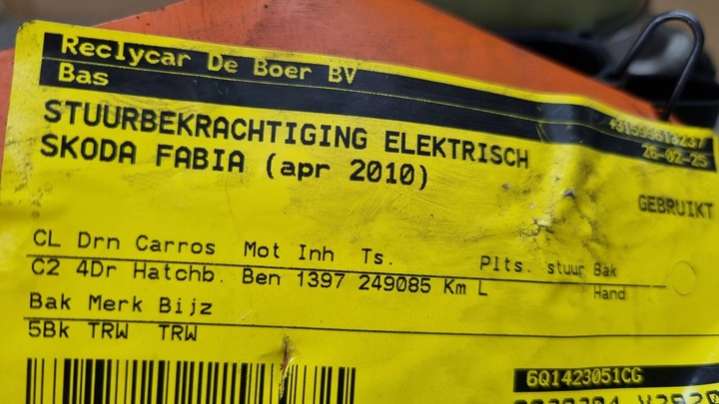 Reclycar De Boer BV
Bas
26-02-25
STUURBEKRACHTIGING ELEKTRISCH
SKODA FABIA (apr 2010)
GEBRUIKT
CL Drn Carros Mot Inh Ts. Plts. stuur Bak
C2 4Dr Hatchb. Ben 1397 249085 Km L Hand
Bak Merk Bijz
5Bk TRW TRW
6Q1423051CG